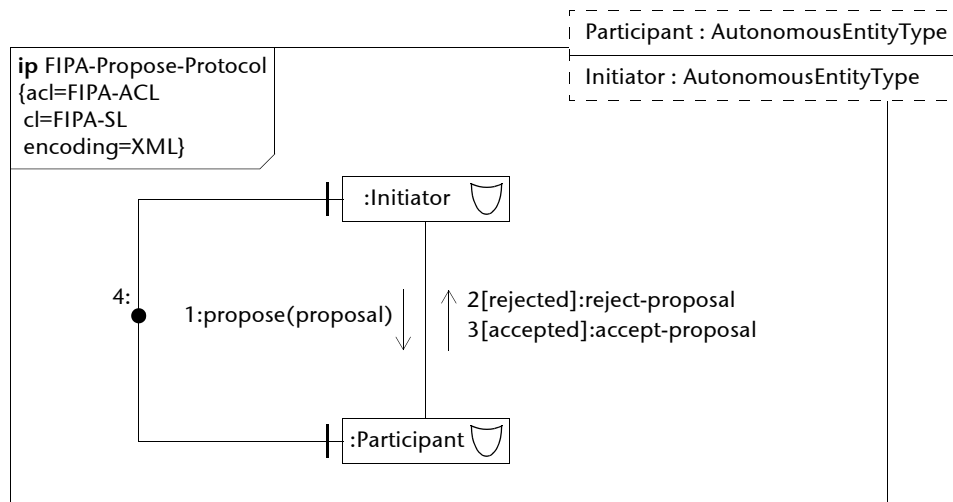 Participant : AutonomousEntityType
Initiator : AutonomousEntityType
ip FIPA-Propose-Protocol
{acl=FIPA-ACL
cl=FIPA-SL
encoding=XML}
:Initiator
4:
1:propose(proposal)
2[rejected]:reject-proposal
3[accepted]:accept-proposal
:Participant